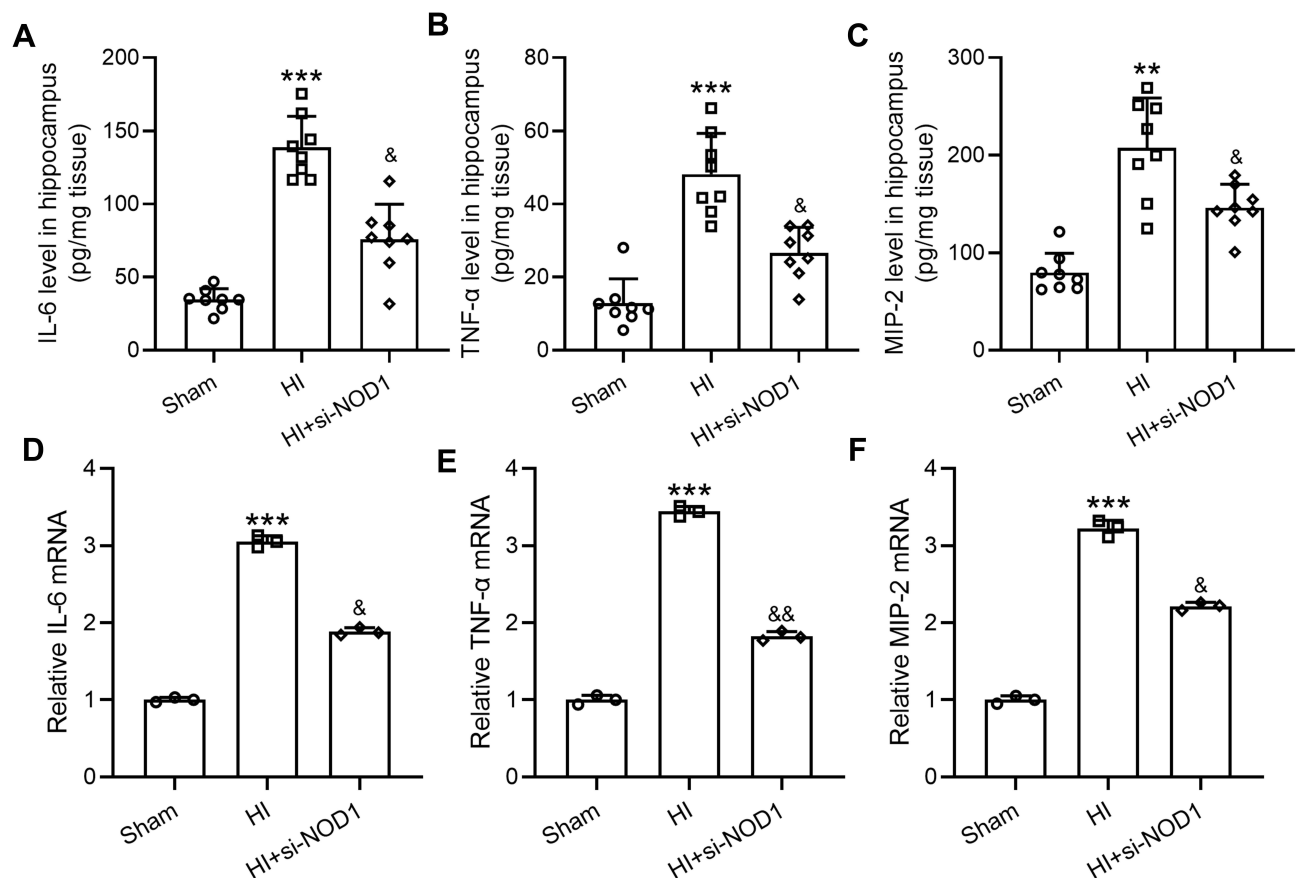 A
IL-6 level in hippocampus
(pg/mg tissue)
200
150
100
50
0
***
&
Sham
HI
HI+si-NOD1
B
TNF-α level in hippocampus
(pg/mg tissue)
80
60
40
20
0
***
&
Sham
HI
HI+si-NOD1
C
MIP-2 level in hippocampus
(pg/mg tissue)
300
200
100
0
**
&
Sham
HI
HI+si-NOD1
D
Relative IL-6 mRNA
4
3
2
1
0
***
&
Sham
HI
HI+si-NOD1
E
Relative TNF-α mRNA
4
3
2
1
0
***
&&
Sham
HI
HI+si-NOD1
F
Relative MIP-2 mRNA
4
3
2
1
0
***
&
Sham
HI
HI+si-NOD1